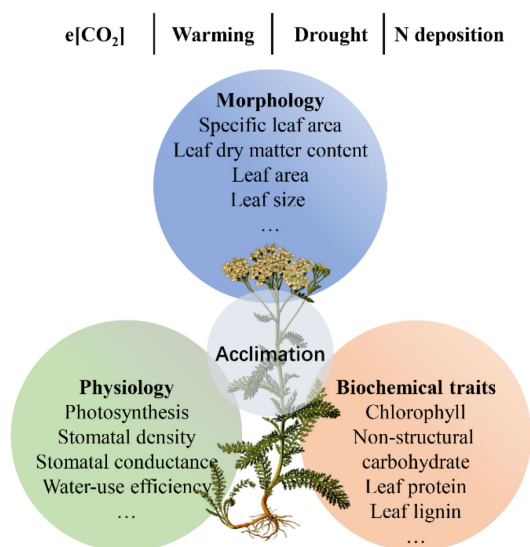 e[CO₂] | Warming | Drought | N deposition
Morphology
Specific leaf area
Leaf dry matter content
Leaf area
Leaf size
…
Acclimation
Physiology
Photosynthesis
Stomatal density
Stomatal conductance
Water-use efficiency
…
Biochemical traits
Chlorophyll
Non-structural
carbohydrate
Leaf protein
Leaf lignin
…